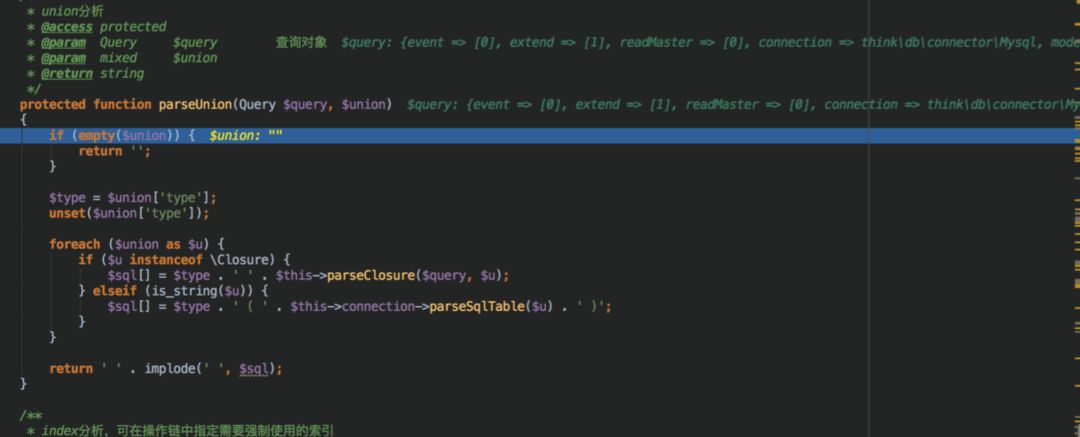 * union分析
* @access protected
* @param Query $query 查询对象 $query: {event => [0], extend => [1], readMaster => [0], connection => think\db\connector\Mysql, mode
* @param mixed $union
* @return string
*/
protected function parseUnion(Query $query, $union) $query: {event => [0], extend => [1], readMaster => [0], connection => think\db\connector\My
{
if (empty($union)) { $union: ""
return '';
}
$type = $union['type'];
unset($union['type']);
foreach ($union as $u) {
if ($u instanceof \Closure) {
$sql[] = $type . ' ' . $this->parseClosure($query, $u);
} elseif (is_string($u)) {
$sql[] = $type . ' ( ' . $this->connection->parseSqlTable($u) . ' )';
}
}
return ' ' . implode(' ', $sql);
}
/**
* index分析，可在操作链中指定需要强制使用的索引